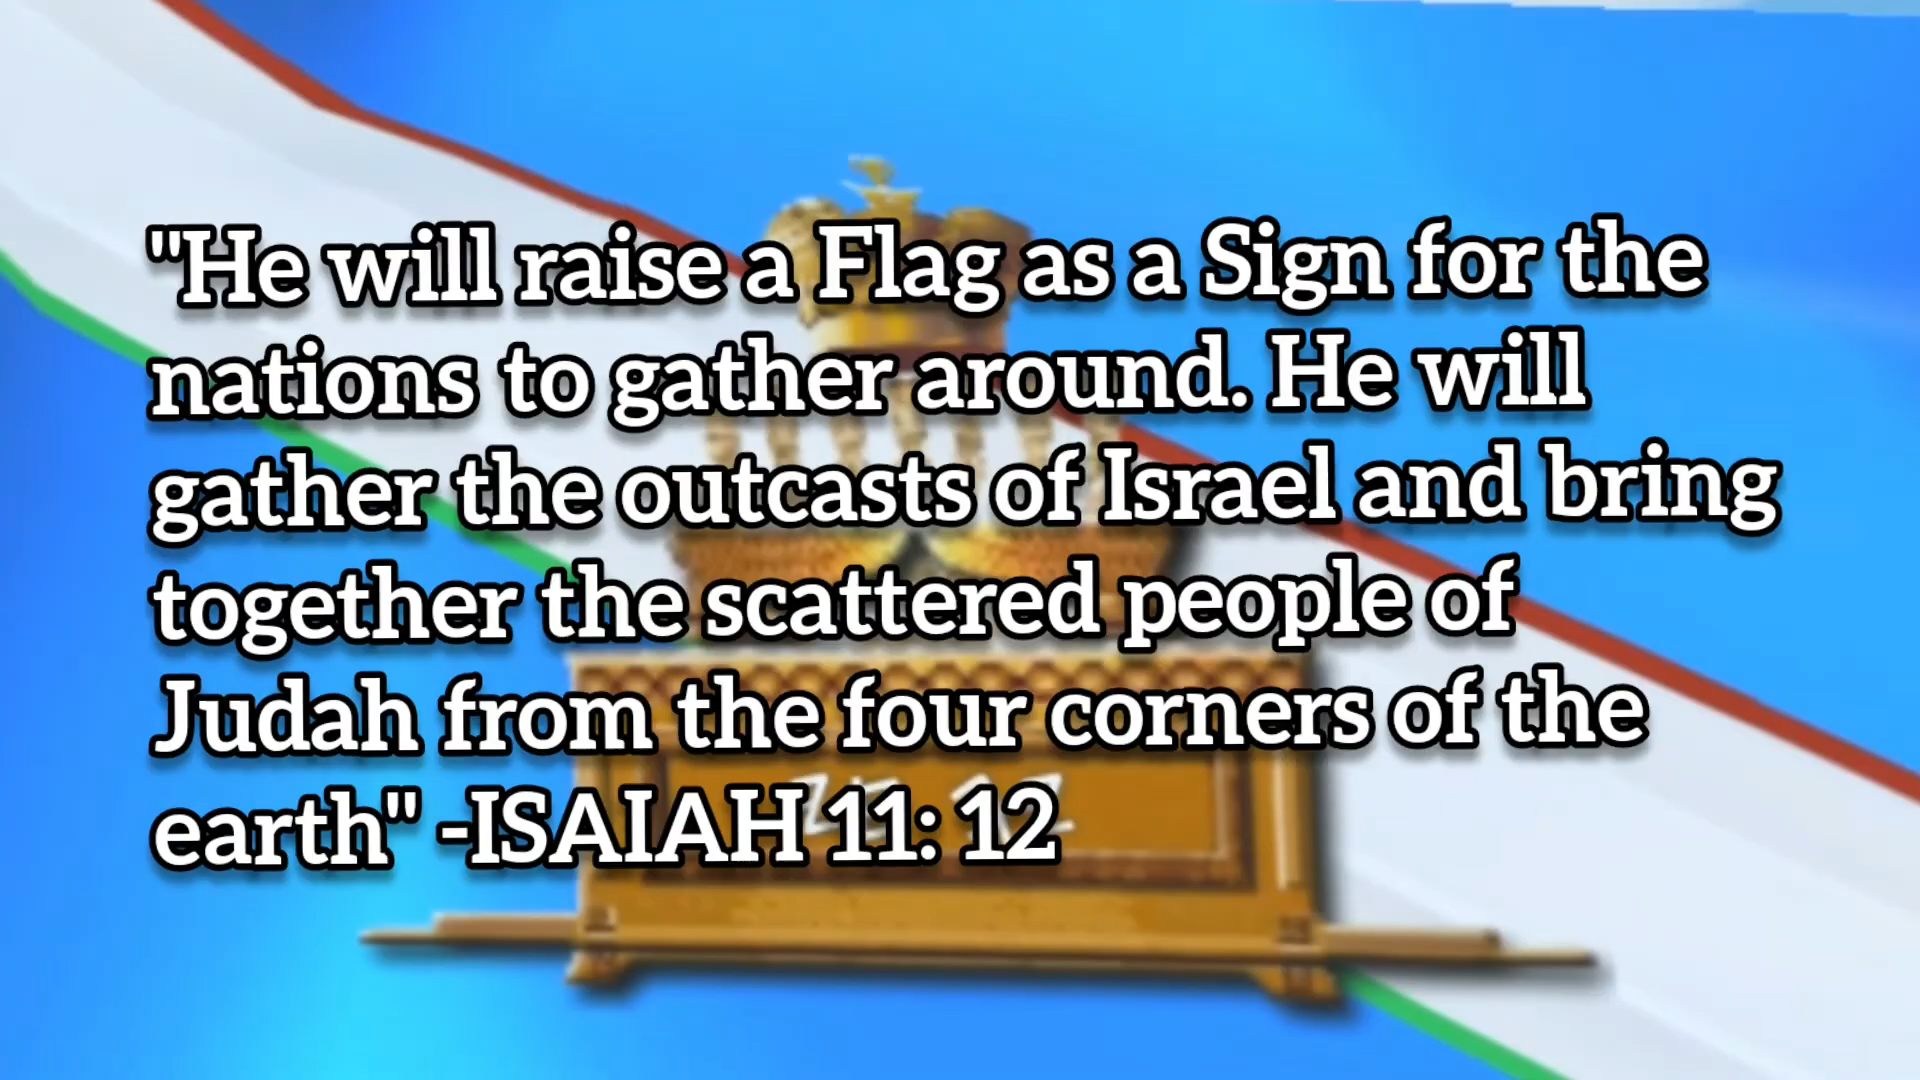 "He will raise a Flag as a Sign for the
nations to gather around. He will
gather the outcasts of Israel and bring
together the scattered people of
Judah from the four corners of the
earth" -ISAIAH 11: 12